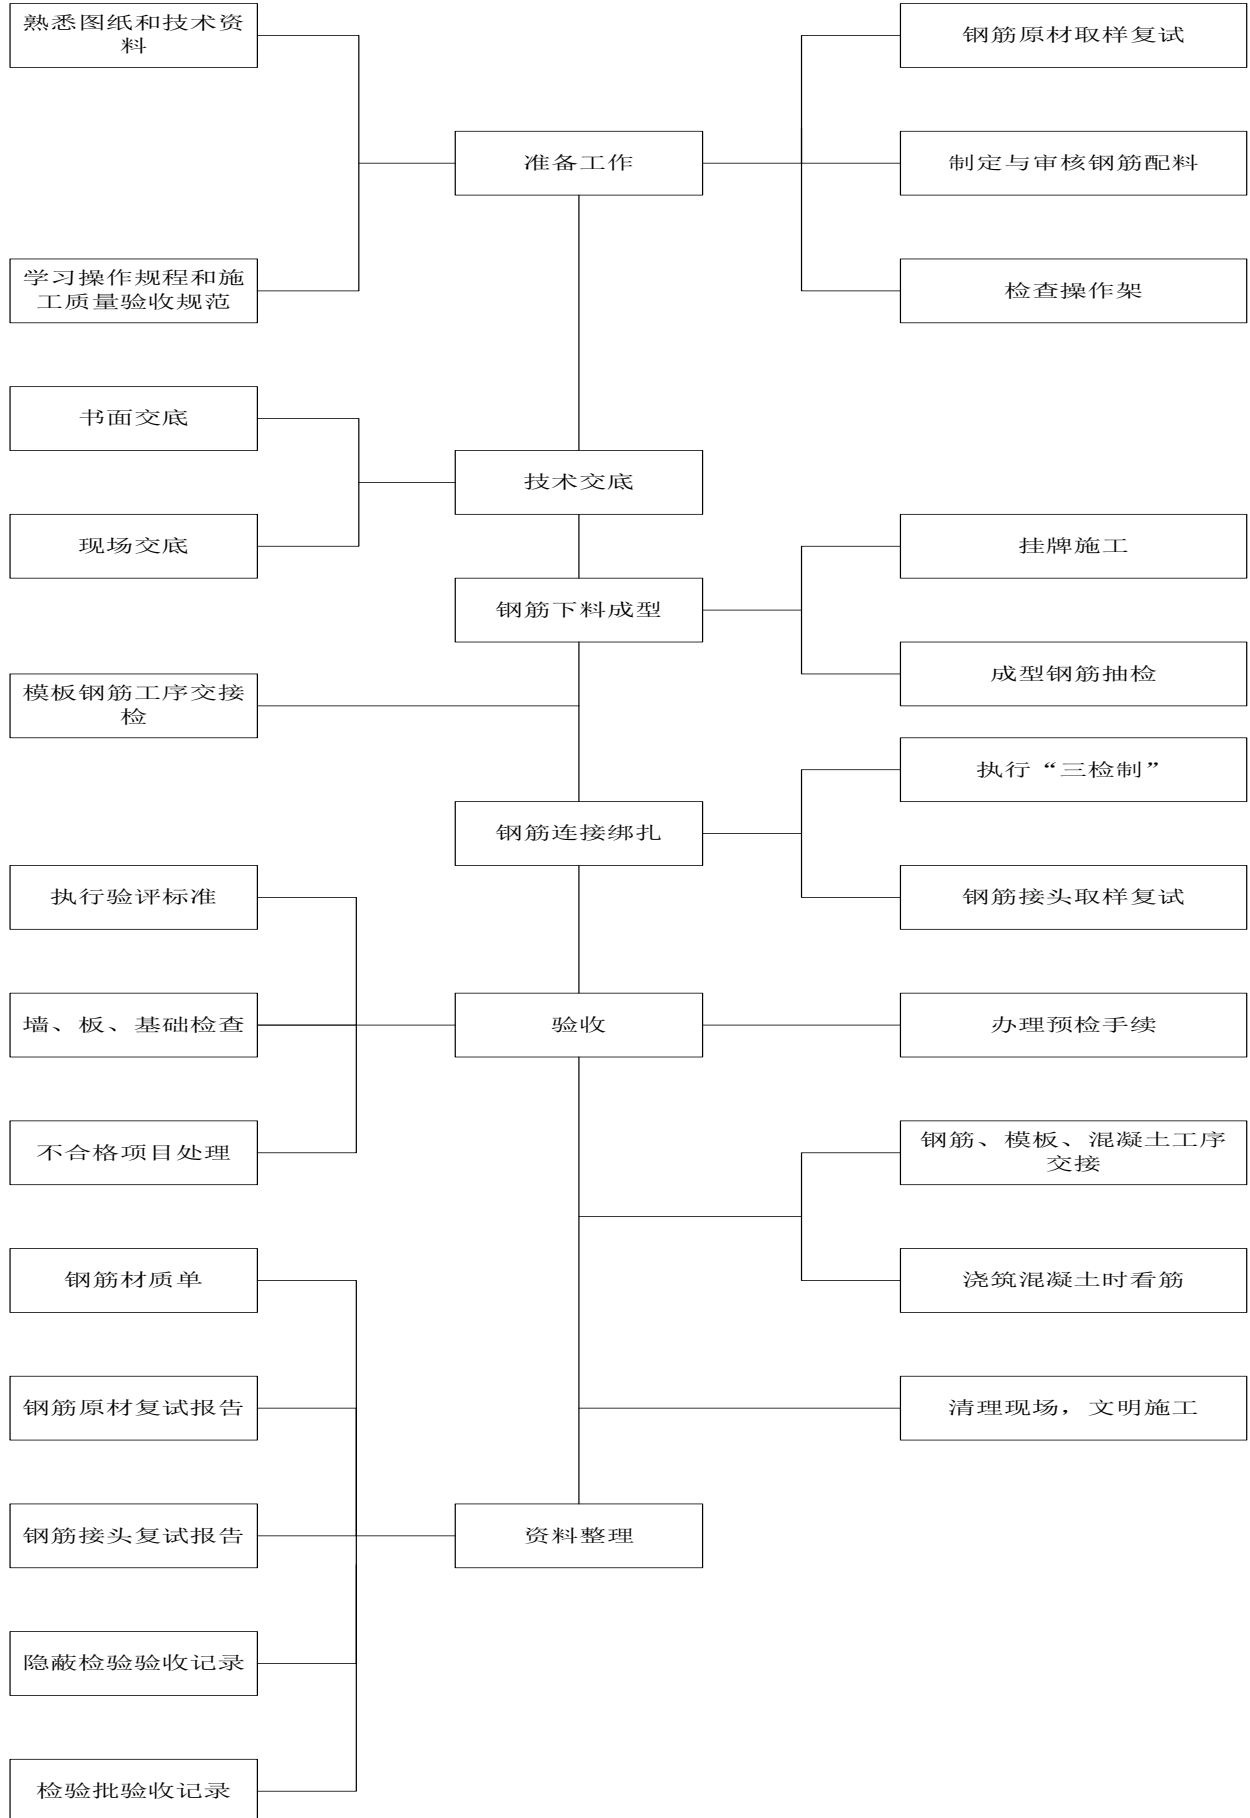 熟悉图纸和技术资
料
钢筋原材取样复试
准备工作
制定与审核钢筋配料
学习操作规程和施
工质量验收规范
检查操作架
书面交底
技术交底
现场交底
挂牌施工
钢筋下料成型
成型钢筋抽检
模板钢筋工序交接
检
执行“三检制”
钢筋连接绑扎
执行验评标准
钢筋接头取样复试
墙、板、基础检查
验收
办理预检手续
不合格项目处理
钢筋、模板、混凝土工序
交接
钢筋材质单
浇筑混凝土时看筋
钢筋原材复试报告
清理现场，文明施工
钢筋接头复试报告
资料整理
隐蔽检验验收记录
检验批验收记录